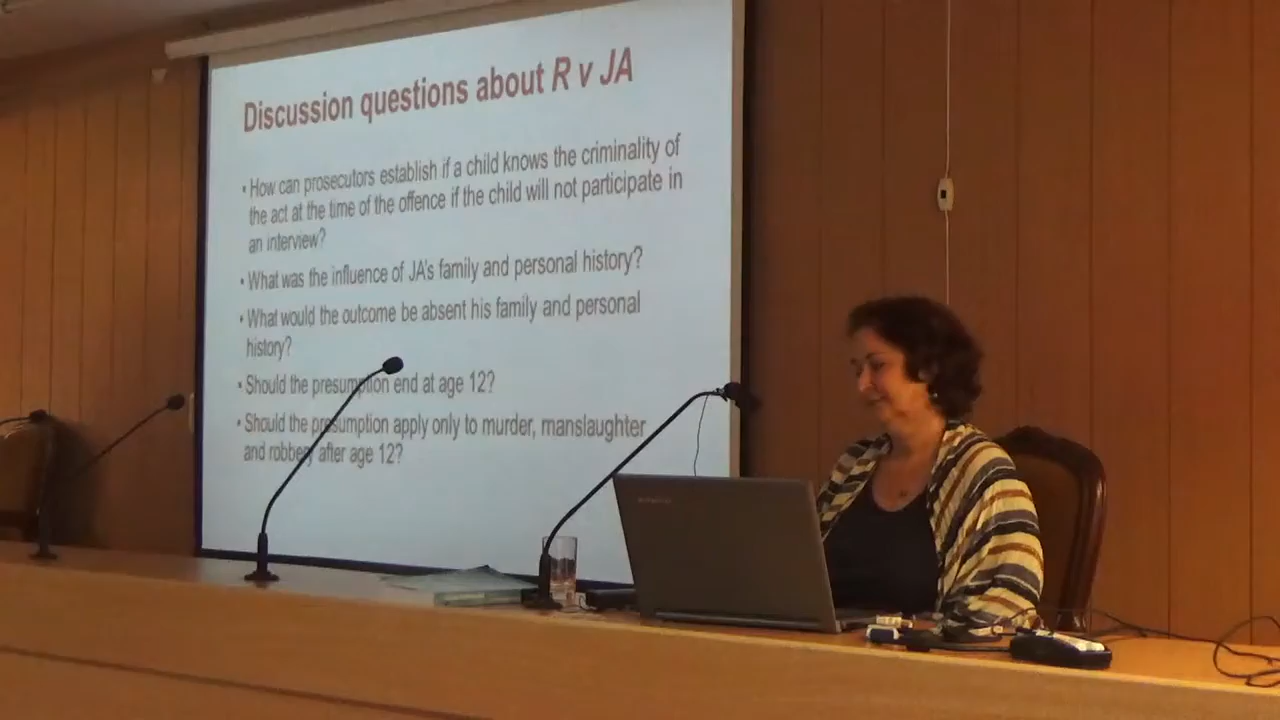 Discussion questions about R v JA
• How can prosecutors establish if a child knows the criminality of
the act at the time of the offence if the child will not participate in
an interview?
• What was the influence of JA's family and personal history?
• What would the outcome be absent his family and personal
history?
• Should the presumption end at age 12?
• Should the presumption apply only to murder, manslaughter
and robbery after age 12?